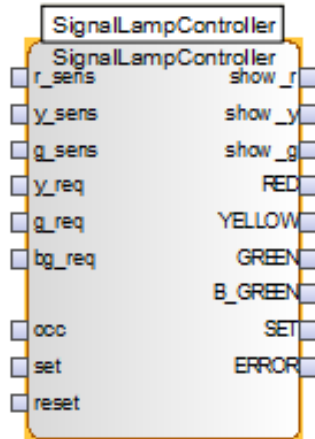 SignalLampController
SignalLampController
r_sens show_r
y_sens show_y
g_sens show_g
y_req RED
g_req YELLOW
bg_req GREEN
B_GREEN
occ SET
set ERROR
reset